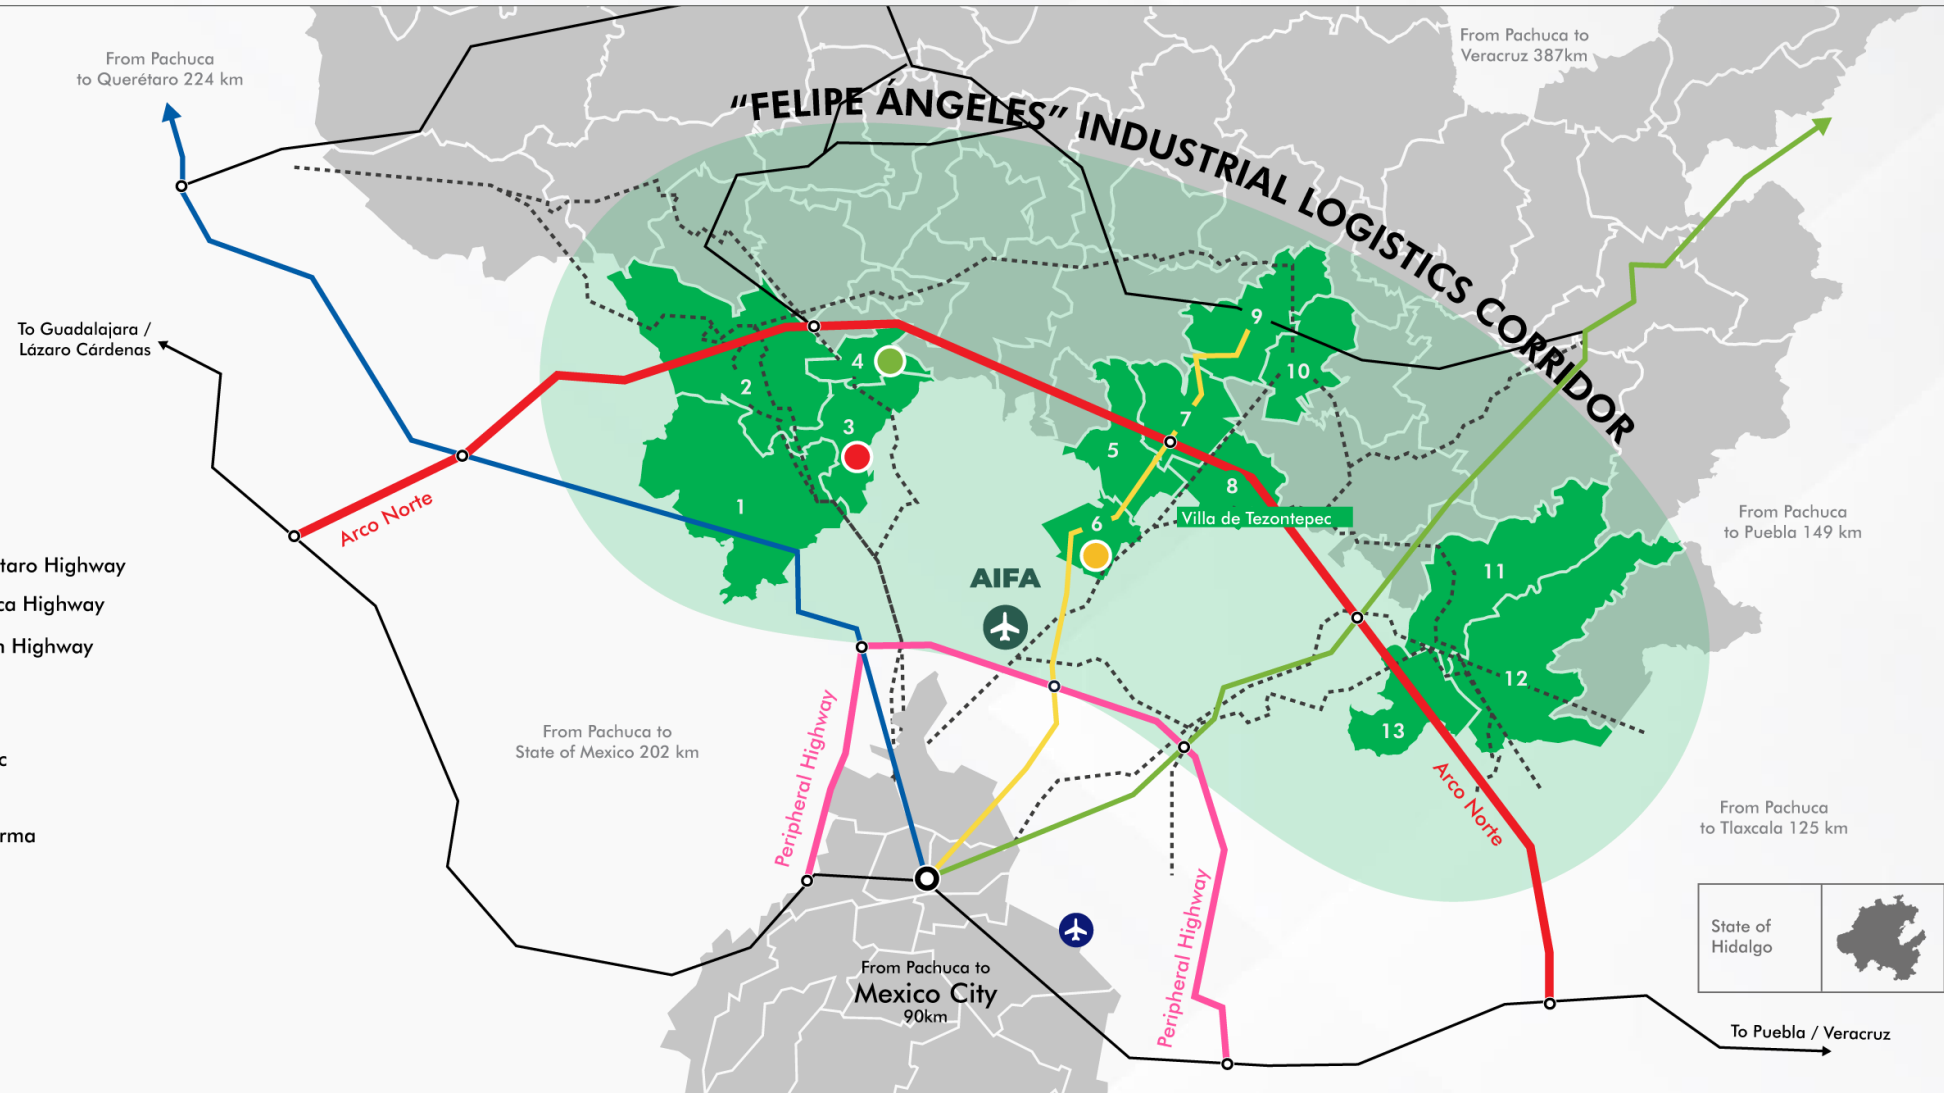 From Pachuca
to Querétaro 224 km
From Pachuca to
Veracruz 387km
“FELIPE ÁNGELES” INDUSTRIAL LOGISTICS CORRIDOR
To Guadalajara /
Lázaro Cárdenas
9
4
10
2
7
3
5
8
1
Arco Norte
6
Villa de Tezontepec
From Pachuca
to Puebla 149 km
taro Highway
11
AIFA
ca Highway
Highway
12
Peripheral Highway
From Pachuca to
State of Mexico 202 km
13
c
Arco Norte
From Pachuca
to Tlaxcala 125 km
rma
Peripheral Highway
State of
Hidalgo
From Pachuca to
Mexico City
90km
To Puebla / Veracruz